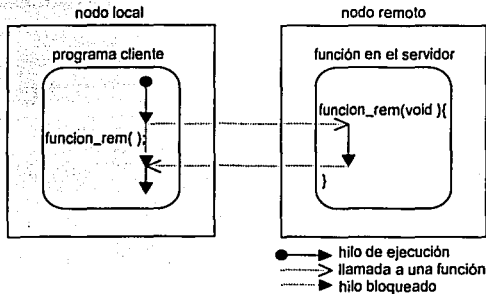 nodo local
nodo remoto
programa cliente
función en el servidor
funcion_rem( );
funcion_rem(void ){
}
hilo de ejecución
llamada a una función
hilo bloqueado